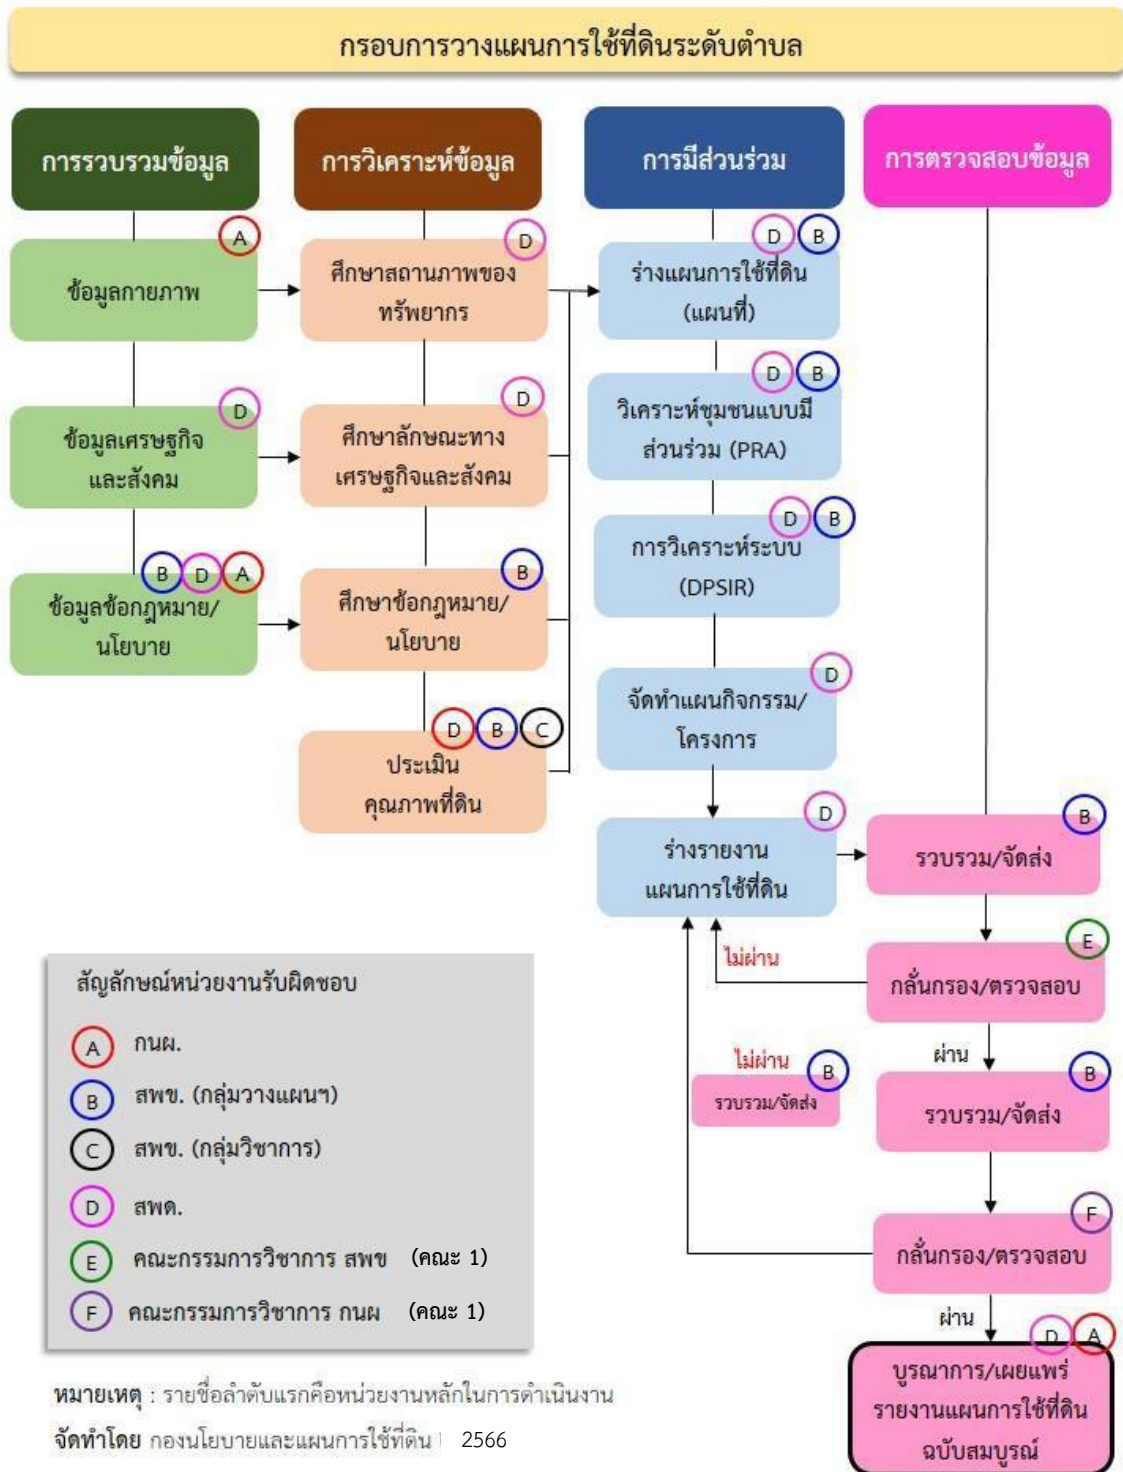 กรอบการวางแผนการใช้ที่ดินระดับตำบล
การรวบรวมข้อมูล
A
ข้อมูลกายภาพ
D
ข้อมูลเศรษฐกิจ
และสังคม
B D A
ข้อมูลข้อกฎหมาย/
นโยบาย
การวิเคราะห์ข้อมูล
D
ศึกษาสถานภาพของ
ทรัพยากร
D
ศึกษาลักษณะทาง
เศรษฐกิจและสังคม
B
ศึกษาข้อกฎหมาย/
นโยบาย
D B C
ประเมิน
คุณภาพที่ดิน
การมีส่วนร่วม
D B
ร่างแผนการใช้ที่ดิน
(แผนที่)
D B
วิเคราะห์ชุมชนแบบมี
ส่วนร่วม (PRA)
D B
การวิเคราะห์ระบบ
(DPSIR)
D
จัดทำแผนกิจกรรม/
โครงการ
D
ร่างรายงาน
แผนการใช้ที่ดิน
การตรวจสอบข้อมูล
B
รวบรวม/จัดส่ง
E
กลั่นกรอง/ตรวจสอบ
ไม่ผ่าน
ผ่าน
B
รวบรวม/จัดส่ง
ไม่ผ่าน
B
รวบรวม/จัดส่ง
F
กลั่นกรอง/ตรวจสอบ
ผ่าน
D A
บูรณาการ/เผยแพร่
รายงานแผนการใช้ที่ดิน
ฉบับสมบูรณ์
สัญลักษณ์หน่วยงานรับผิดชอบ
A กนผ.
B สพข. (กลุ่มวางแผนฯ)
C สพข. (กลุ่มวิชาการ)
D สพด.
E คณะกรรมการวิชาการ สพข (คณะ 1)
F คณะกรรมการวิชาการ กนผ (คณะ 1)
หมายเหตุ : รายชื่อลำดับแรกคือหน่วยงานหลักในการดำเนินงาน
จัดทำโดย กองนโยบายและแผนการใช้ที่ดิน 2566